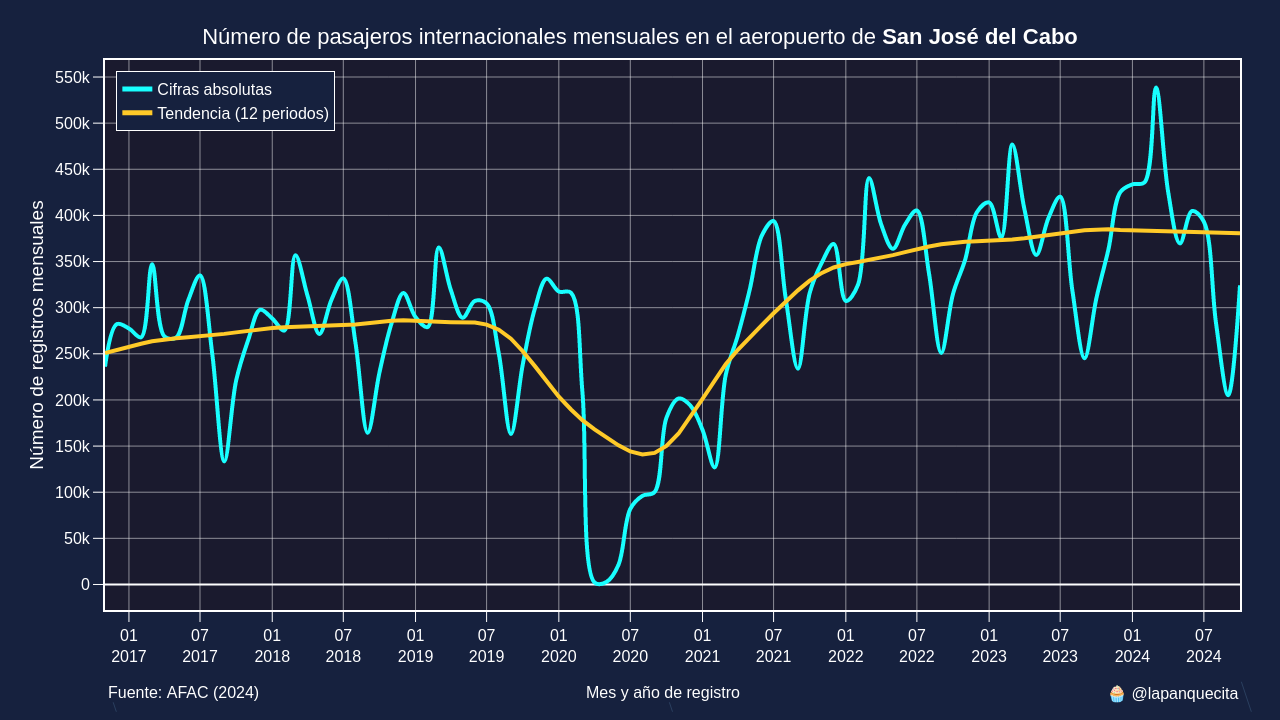 Número de pasajeros internacionales mensuales en el aeropuerto de San José del Cabo
Cifras absolutas
Tendencia (12 periodos)
Número de registros mensuales
550k
500k
450k
400k
350k
300k
250k
200k
150k
100k
50k
0
01 07 01 07 01 07 01 07 01 07 01 07 01 07 01 07
2017 2017 2018 2018 2019 2019 2020 2020 2021 2021 2022 2022 2023 2023 2024 2024
Fuente: AFAC (2024) Mes y año de registro 🧁 @lapanquecita